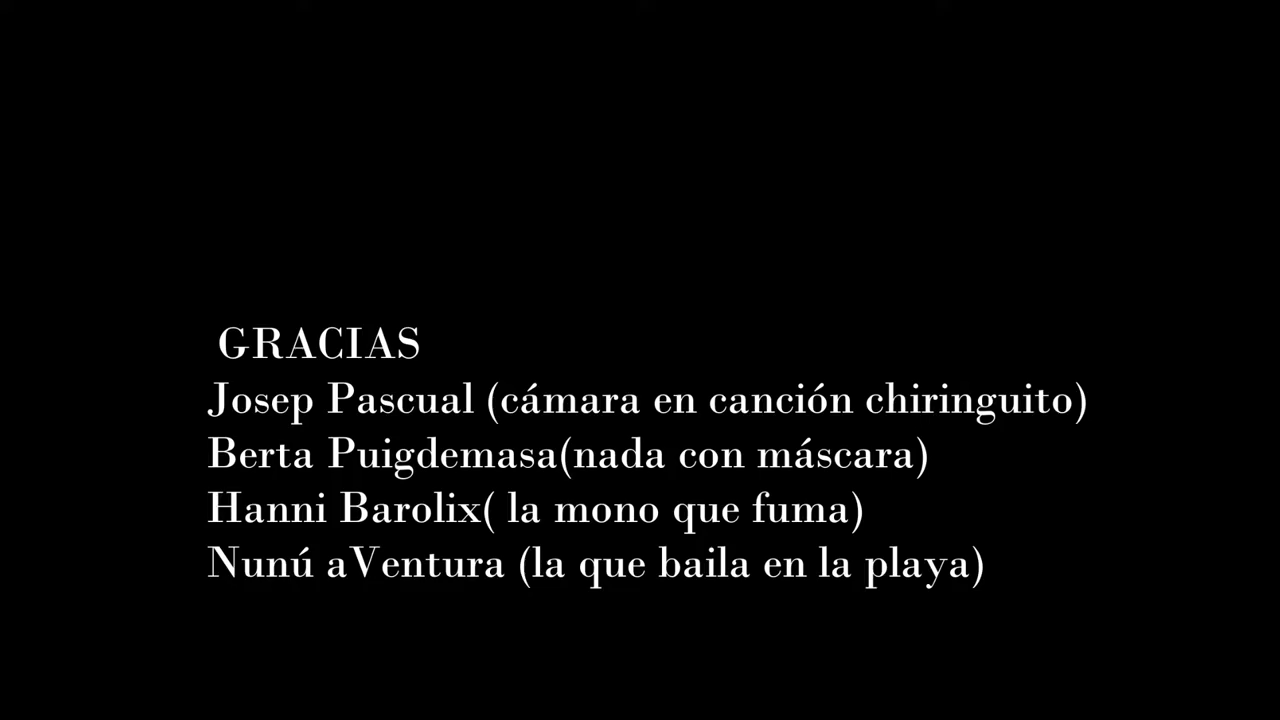 GRACIAS
Josep Pascual (cámara en canción chiringuito)
Berta Puigdemasa(nada con máscara)
Hanni Barolix( la mono que fuma)
Nunú aVentura (la que baila en la playa)